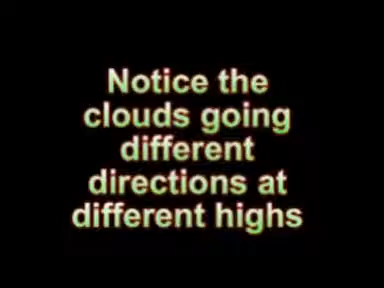 Notice the
clouds going
different
directions at
different highs